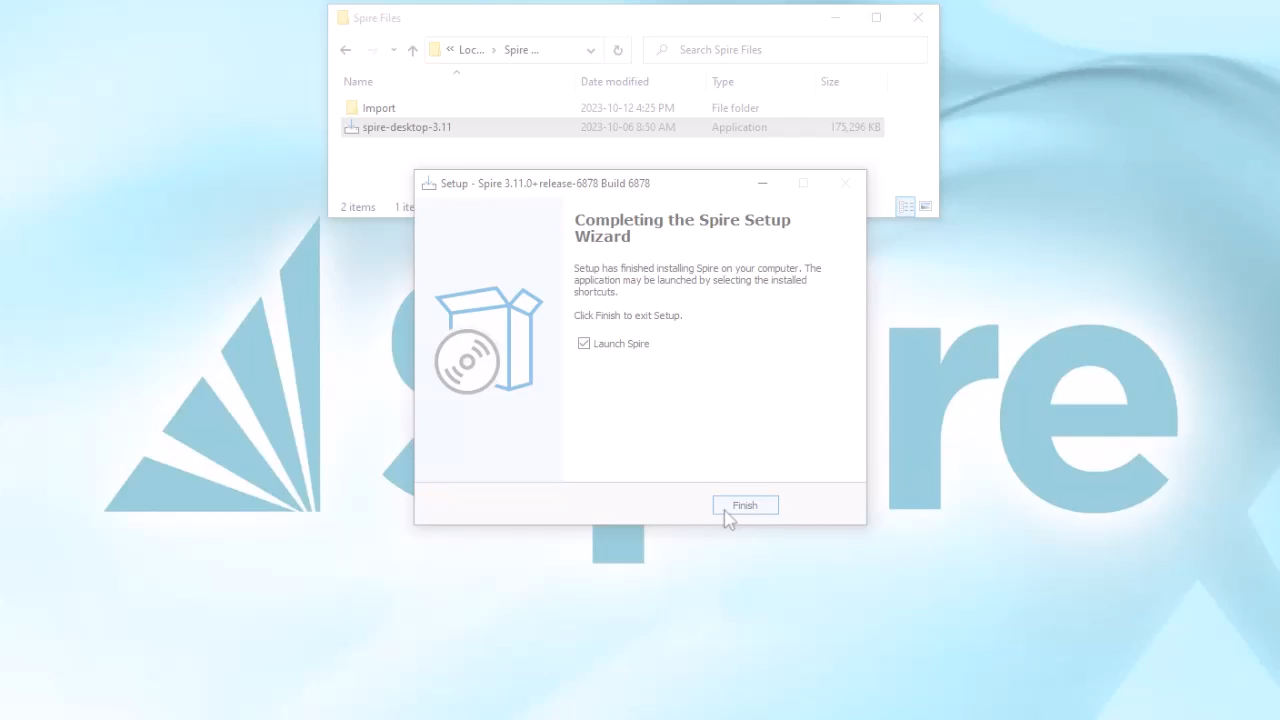 Spire Files
« Loc... › Spire ...
Search Spire Files
Name Date modified Type Size
Import 2023-10-12 4:25 PM File folder
spire-desktop-3.11 2023-10-06 8:50 AM Application 175,296 KB
2 items 1 ite
Setup - Spire 3.11.0+release-6878 Build 6878
Completing the Spire Setup
Wizard
Setup has finished installing Spire on your computer. The
application may be launched by selecting the installed
shortcuts.
Click Finish to exit Setup.
Launch Spire
Finish
Spire